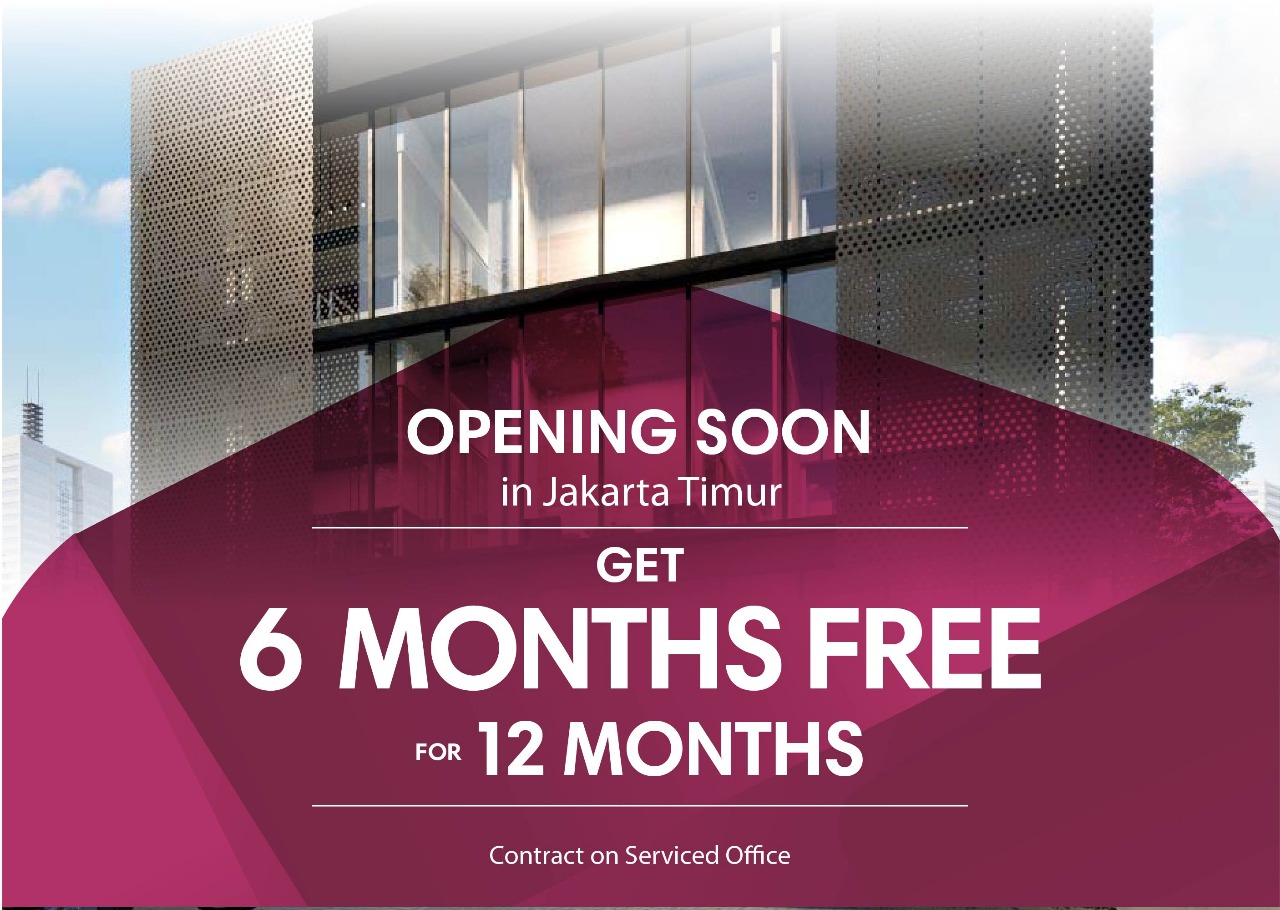 OPENING SOON
in Jakarta Timur
GET
6 MONTHS FREE
FOR 12 MONTHS
Contract on Serviced Office